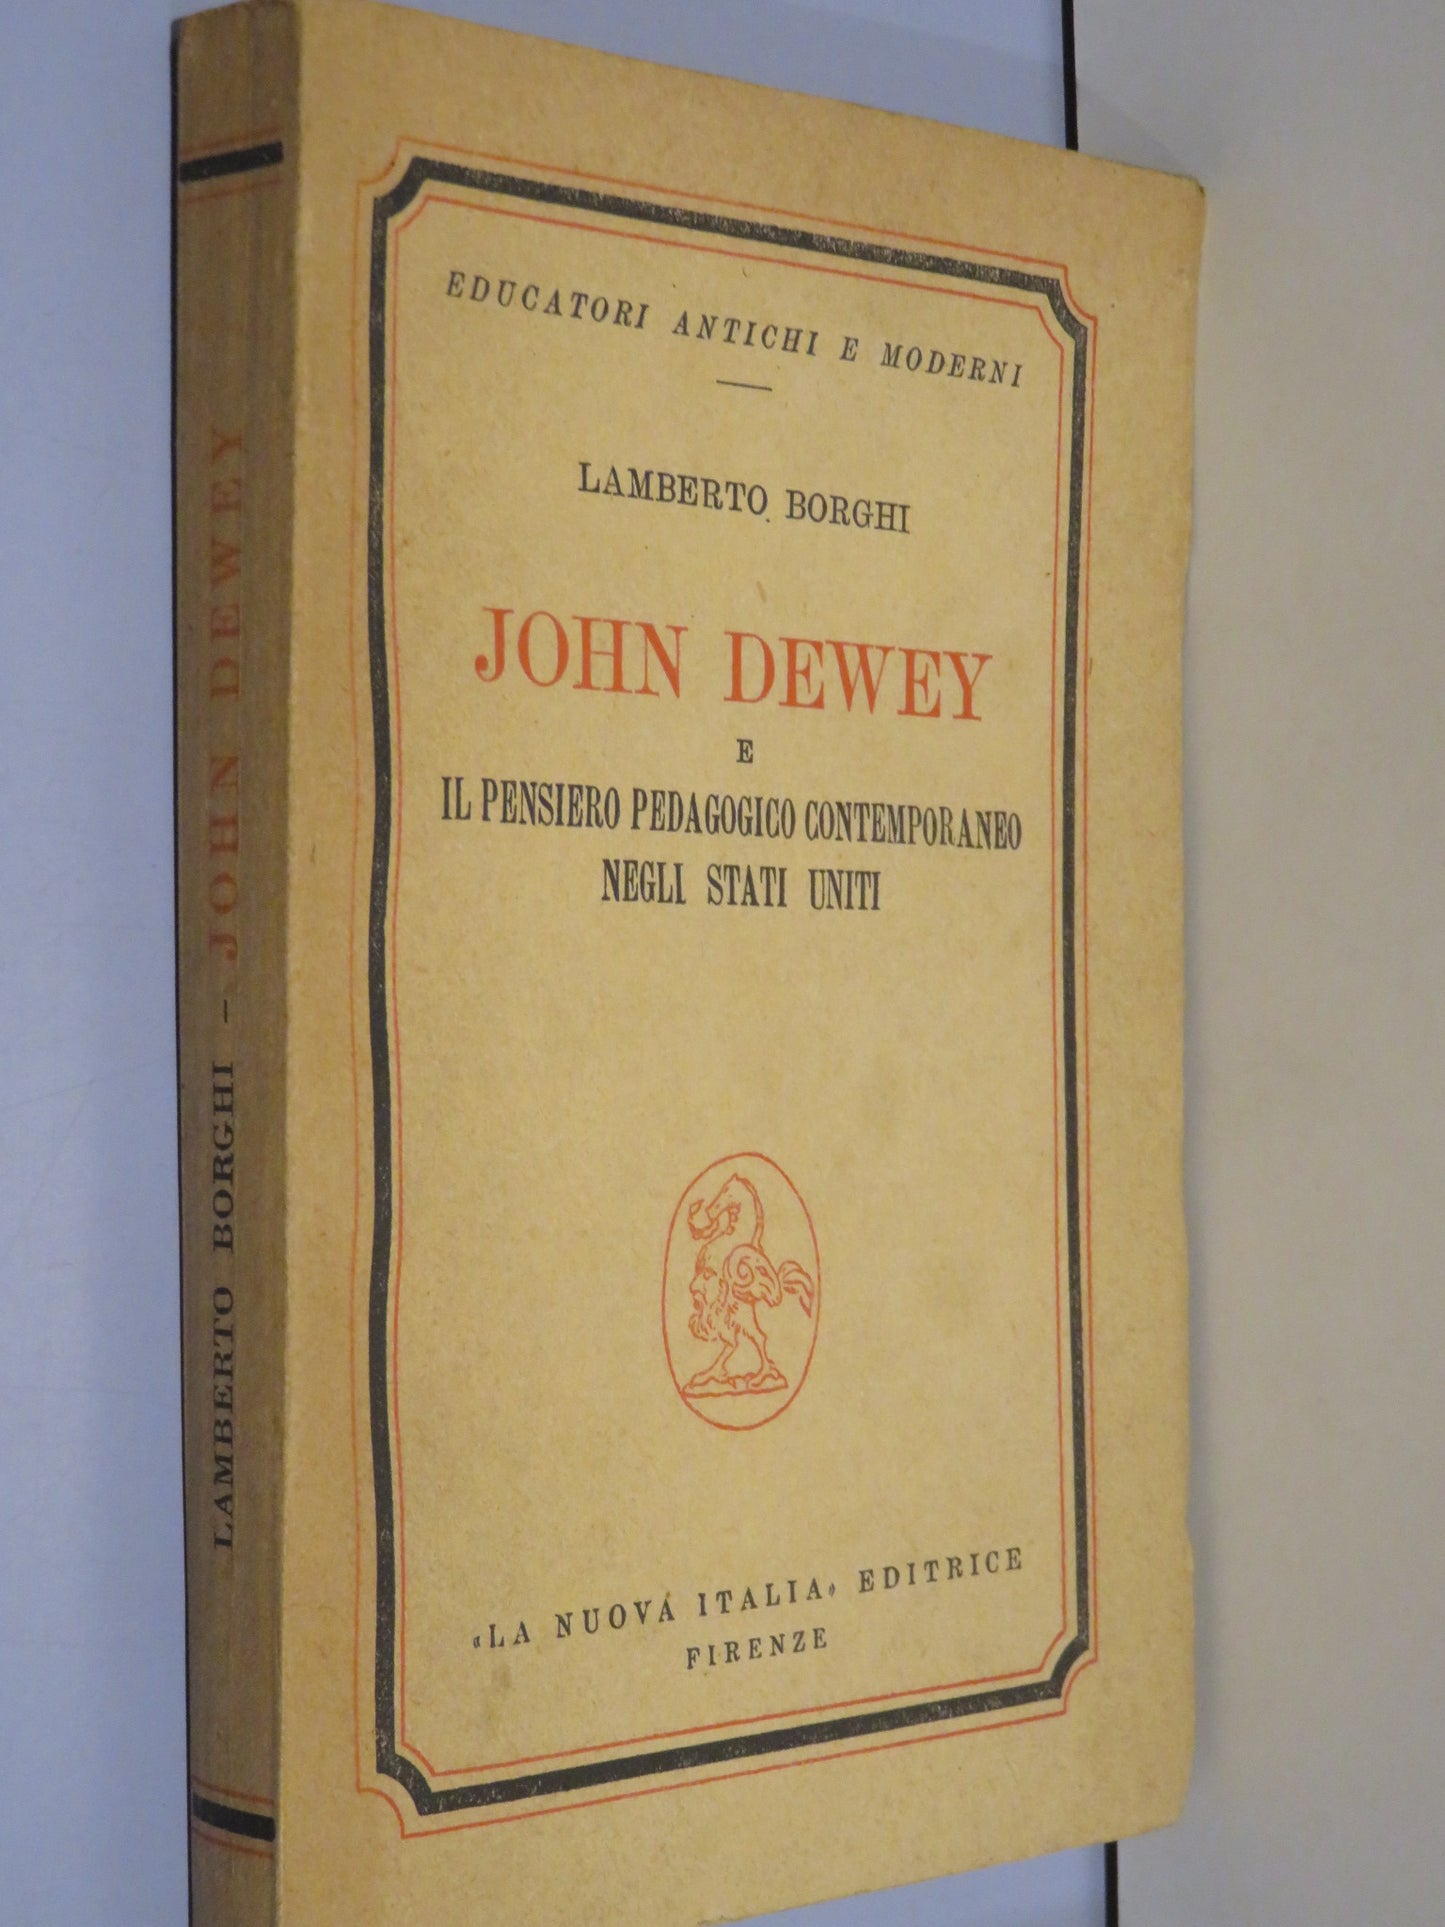 EDUCATORI ANTICHI E MODERNI
LAMBERTO BORGHI
JOHN DEWEY
E
IL PENSIERO PEDAGOGICO CONTEMPORANEO
NEGLI STATI UNITI
«LA NUOVA ITALIA» EDITRICE
FIRENZE
LAMBERTO BORGHI – JOHN DEWEY